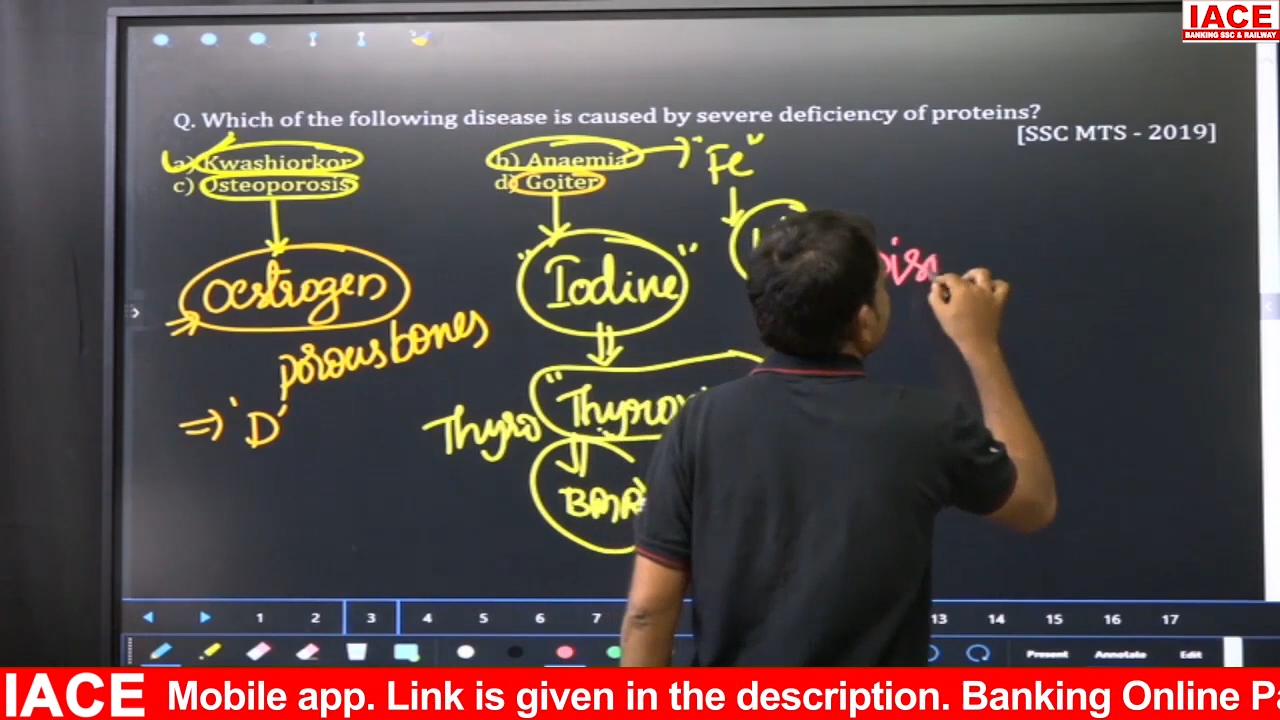 IACE
BANKING SSC & RAILWAY
Q. Which of the following disease is caused by severe deficiency of proteins?
[SSC MTS - 2019]
a) Kwashiorkor
b) Anaemia
"Fe"
c) Osteoporosis
d) Goiter
Oestrogen
"Iodine"
porous bones
'D'
Thyro
BMR
1 2 3 4 5 6 7 13 14 15 16 17
Present Annotate Edit
IACE Mobile app. Link is given in the description. Banking Online